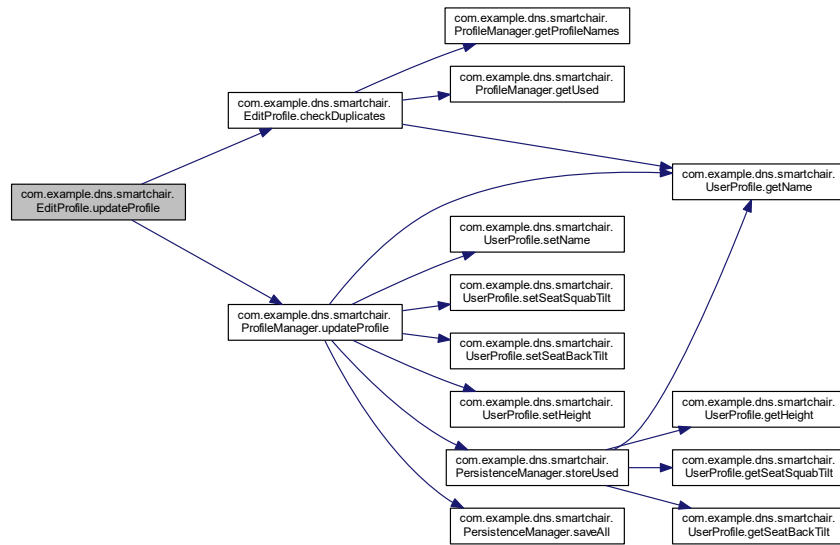 com.example.dns.smartchair.
ProfileManager.getProfileNames
com.example.dns.smartchair.
ProfileManager.getUsed
com.example.dns.smartchair.
EditProfile.checkDuplicates
com.example.dns.smartchair.
UserProfile.getName
com.example.dns.smartchair.
EditProfile.updateProfile
com.example.dns.smartchair.
UserProfile.setName
com.example.dns.smartchair.
UserProfile.setSeatSquabTilt
com.example.dns.smartchair.
ProfileManager.updateProfile
com.example.dns.smartchair.
UserProfile.setSeatBackTilt
com.example.dns.smartchair.
UserProfile.setHeight
com.example.dns.smartchair.
UserProfile.getHeight
com.example.dns.smartchair.
PersistenceManager.storeUsed
com.example.dns.smartchair.
UserProfile.getSeatSquabTilt
com.example.dns.smartchair.
PersistenceManager.saveAll
com.example.dns.smartchair.
UserProfile.getSeatBackTilt